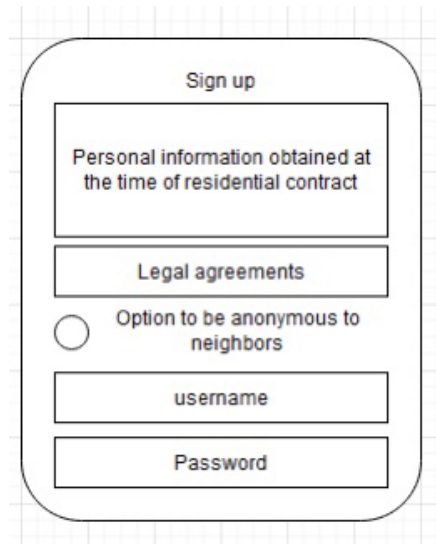 Sign up
Personal information obtained at
the time of residential contract
Legal agreements
Option to be anonymous to
neighbors
username
Password